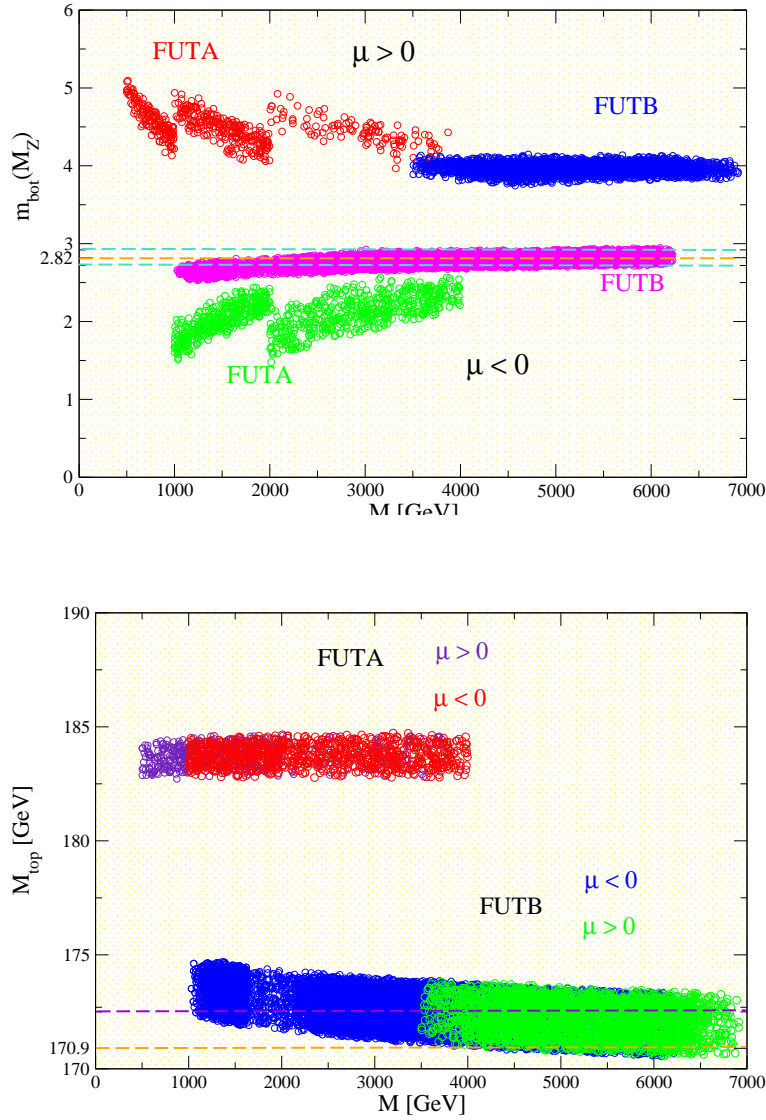 6
FUTA
μ > 0
5
FUTB
4
m_bot(M_Z)
3
2.82
FUTB
2
FUTA
μ < 0
1
0
0 1000 2000 3000 4000 5000 6000 7000
M [GeV]
190
FUTA
μ > 0
μ < 0
185
M_top [GeV]
180
μ < 0
FUTB
μ > 0
175
170.9
170
0 1000 2000 3000 4000 5000 6000 7000
M [GeV]